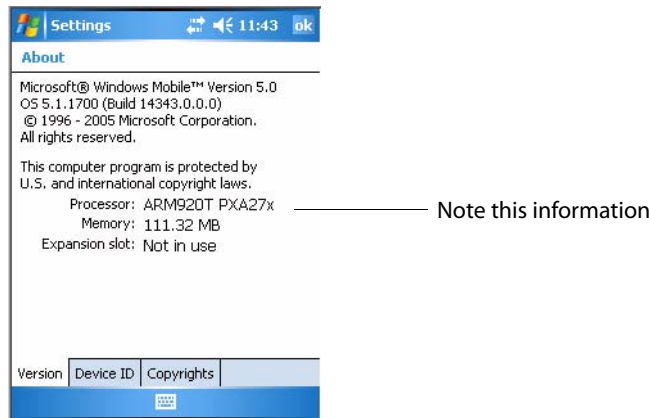 Settings 11:43 ok
About
Microsoft® Windows Mobile™ Version 5.0
OS 5.1.1700 (Build 14343.0.0.0)
© 1996 - 2005 Microsoft Corporation.
All rights reserved.
This computer program is protected by
U.S. and international copyright laws.
Processor: ARM920T PXA27x
Memory: 111.32 MB
Expansion slot: Not in use
Note this information
Version Device ID Copyrights